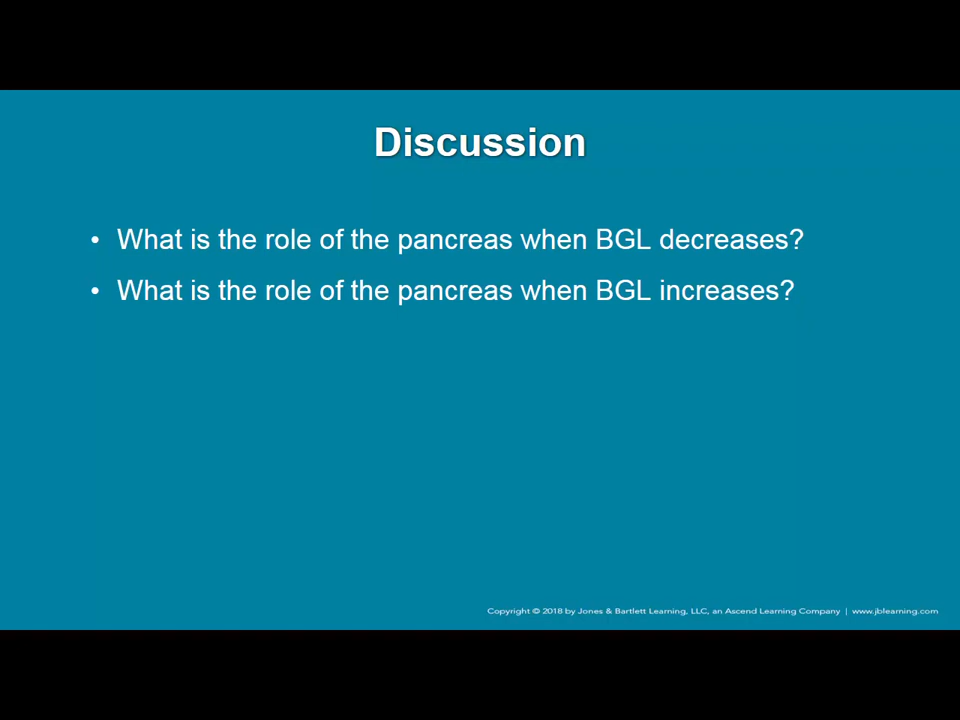 Discussion
• What is the role of the pancreas when BGL decreases?
• What is the role of the pancreas when BGL increases?
Copyright © 2018 by Jones & Bartlett Learning, LLC, an Ascend Learning Company | www.jblearning.com